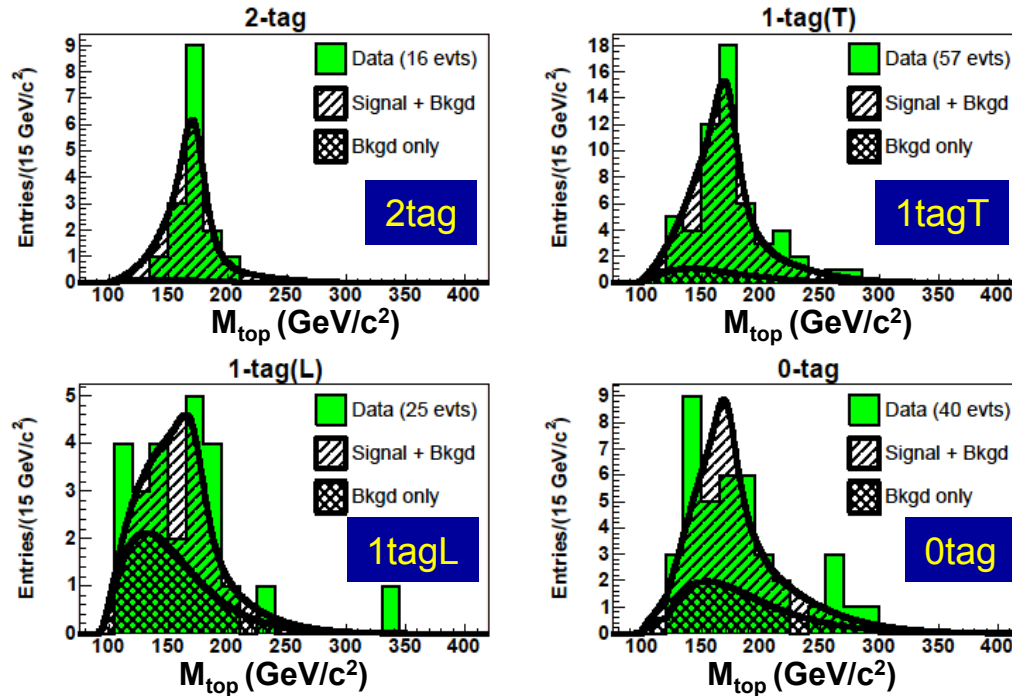 2-tag
Entries/(15 GeV/c²)
9
8
7
6
5
4
3
2
1
0
Data (16 evts)
Signal + Bkgd
Bkgd only
2tag
100 150 200 250 300 350 400
M_top (GeV/c²)
1-tag(T)
Entries/(15 GeV/c²)
18
16
14
12
10
8
6
4
2
0
Data (57 evts)
Signal + Bkgd
Bkgd only
1tagT
100 150 200 250 300 350 400
M_top (GeV/c²)
1-tag(L)
Entries/(15 GeV/c²)
5
4
3
2
1
0
Data (25 evts)
Signal + Bkgd
Bkgd only
1tagL
100 150 200 250 300 350 400
M_top (GeV/c²)
0-tag
Entries/(15 GeV/c²)
9
8
7
6
5
4
3
2
1
0
Data (40 evts)
Signal + Bkgd
Bkgd only
0tag
100 150 200 250 300 350 400
M_top (GeV/c²)